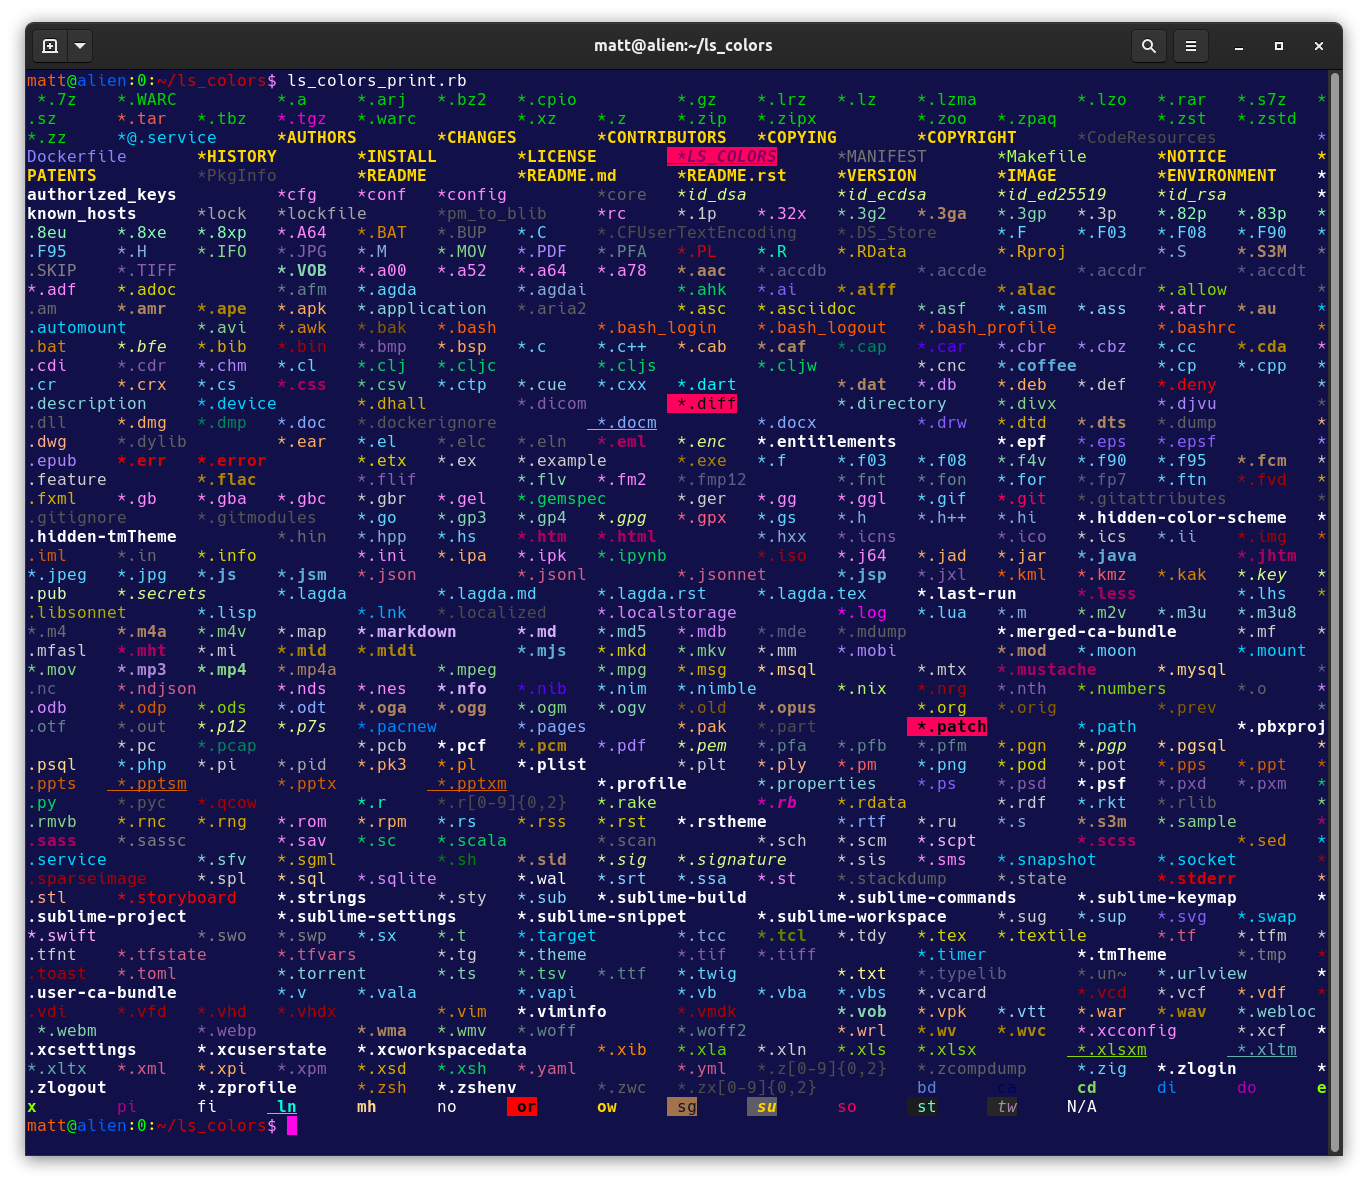 matt@alien:~/ls_colors
matt@alien:0:~/ls_colors$ ls_colors_print.rb
*.7z *.WARC *.a *.arj *.bz2 *.cpio *.gz *.lrz *.lz *.lzma *.lzo *.rar *.s7z *
.sz *.tar *.tbz *.tgz *.warc *.xz *.z *.zip *.zipx *.zoo *.zpaq *.zst *.zstd
*.zz *@.service *AUTHORS *CHANGES *CONTRIBUTORS *COPYING *COPYRIGHT *CodeResources *
Dockerfile *HISTORY *INSTALL *LICENSE *LS_COLORS *MANIFEST *Makefile *NOTICE *
PATENTS *PkgInfo *README *README.md *README.rst *VERSION *IMAGE *ENVIRONMENT *
authorized_keys *cfg *conf *config *core *id_dsa *id_ecdsa *id_ed25519 *id_rsa *
known_hosts *lock *lockfile *pm_to_blib *rc *.1p *.32x *.3g2 *.3ga *.3gp *.3p *.82p *.83p *
.8eu *.8xe *.8xp *.A64 *.BAT *.BUP *.C *.CFUserTextEncoding *.DS_Store *.F *.F03 *.F08 *.F90 *
.F95 *.H *.IFO *.JPG *.M *.MOV *.PDF *.PFA *.PL *.R *.RData *.Rproj *.S *.S3M *
.SKIP *.TIFF *.VOB *.a00 *.a52 *.a64 *.a78 *.aac *.accdb *.accde *.accdr *.accdt
*.adf *.adoc *.afm *.agda *.agdai *.ahk *.ai *.aiff *.alac *.allow *
.am *.amr *.ape *.apk *.application *.aria2 *.asc *.asciidoc *.asf *.asm *.ass *.atr *.au *
.automount *.avi *.awk *.bak *.bash *.bash_login *.bash_logout *.bash_profile *.bashrc *
.bat *.bfe *.bib *.bin *.bmp *.bsp *.c *.c++ *.cab *.caf *.cap *.car *.cbr *.cbz *.cc *.cda *
.cdi *.cdr *.chm *.cl *.clj *.cljc *.cljs *.cljw *.cnc *.coffee *.cp *.cpp *
.cr *.crx *.cs *.css *.csv *.ctp *.cue *.cxx *.dart *.dat *.db *.deb *.def *.deny *
.description *.device *.dhall *.dicom *.diff *.directory *.divx *.djvu *
.dll *.dmg *.dmp *.doc *.dockerignore *.docm *.docx *.drw *.dtd *.dts *.dump *
.dwg *.dylib *.ear *.el *.elc *.eln *.eml *.enc *.entitlements *.epf *.eps *.epsf *
.epub *.err *.error *.etx *.ex *.example *.exe *.f *.f03 *.f08 *.f4v *.f90 *.f95 *.fcm *
.feature *.flac *.flif *.flv *.fm2 *.fmp12 *.fnt *.fon *.for *.fp7 *.ftn *.fvd *
.fxml *.gb *.gba *.gbc *.gbr *.gel *.gemspec *.ger *.gg *.ggl *.gif *.git *.gitattributes *
.gitignore *.gitmodules *.go *.gp3 *.gp4 *.gpg *.gpx *.gs *.h *.h++ *.hi *.hidden-color-scheme *
.hidden-tmTheme *.hin *.hpp *.hs *.htm *.html *.hxx *.icns *.ico *.ics *.ii *.img *
.iml *.in *.info *.ini *.ipa *.ipk *.ipynb *.iso *.j64 *.jad *.jar *.java *.jhtm
*.jpeg *.jpg *.js *.jsm *.json *.jsonl *.jsonnet *.jsp *.jxl *.kml *.kmz *.kak *.key *
.pub *.secrets *.lagda *.lagda.md *.lagda.rst *.lagda.tex *.last-run *.less *.lhs *
.libsonnet *.lisp *.lnk *.localized *.localstorage *.log *.lua *.m *.m2v *.m3u *.m3u8
*.m4 *.m4a *.m4v *.map *.markdown *.md *.md5 *.mdb *.mde *.mdump *.merged-ca-bundle *.mf *
.mfasl *.mht *.mi *.mid *.midi *.mjs *.mkd *.mkv *.mm *.mobi *.mod *.moon *.mount
*.mov *.mp3 *.mp4 *.mp4a *.mpeg *.mpg *.msg *.msql *.mtx *.mustache *.mysql *
.nc *.ndjson *.nds *.nes *.nfo *.nib *.nim *.nimble *.nix *.nrg *.nth *.numbers *.o *
.odb *.odp *.ods *.odt *.oga *.ogg *.ogm *.ogv *.old *.opus *.org *.orig *.prev *
.otf *.out *.p12 *.p7s *.pacnew *.pages *.pak *.part *.patch *.path *.pbxproj
*.pc *.pcap *.pcb *.pcf *.pcm *.pdf *.pem *.pfa *.pfb *.pfm *.pgn *.pgp *.pgsql *
.psql *.php *.pi *.pid *.pk3 *.pl *.plist *.plt *.ply *.pm *.png *.pod *.pot *.pps *.ppt *
.ppts *.pptsm *.pptx *.pptxm *.profile *.properties *.ps *.psd *.psf *.pxd *.pxm *
.py *.pyc *.qcow *.r *.r[0-9]{0,2} *.rake *.rb *.rdata *.rdf *.rkt *.rlib *
.rmvb *.rnc *.rng *.rom *.rpm *.rs *.rss *.rst *.rstheme *.rtf *.ru *.s *.s3m *.sample *
.sass *.sassc *.sav *.sc *.scala *.scan *.sch *.scm *.scpt *.scss *.sed *
.service *.sfv *.sgml *.sh *.sid *.sig *.signature *.sis *.sms *.snapshot *.socket *
.sparseimage *.spl *.sql *.sqlite *.wal *.srt *.ssa *.st *.stackdump *.state *.stderr *
.stl *.storyboard *.strings *.sty *.sub *.sublime-build *.sublime-commands *.sublime-keymap *
.sublime-project *.sublime-settings *.sublime-snippet *.sublime-workspace *.sug *.sup *.svg *.swap
*.swift *.swo *.swp *.sx *.t *.target *.tcc *.tcl *.tdy *.tex *.textile *.tf *.tfm *
.tfnt *.tfstate *.tfvars *.tg *.theme *.tif *.tiff *.timer *.tmTheme *.tmp *
.toast *.toml *.torrent *.ts *.tsv *.ttf *.twig *.txt *.typelib *.un~ *.urlview *
.user-ca-bundle *.v *.vala *.vapi *.vb *.vba *.vbs *.vcard *.vcd *.vcf *.vdf *
.vdi *.vfd *.vhd *.vhdx *.vim *.viminfo *.vmdk *.vob *.vpk *.vtt *.war *.wav *.webloc
*.webm *.webp *.wma *.wmv *.woff *.woff2 *.wrl *.wv *.wvc *.xcconfig *.xcf *
.xcsettings *.xcuserstate *.xcworkspacedata *.xib *.xla *.xln *.xls *.xlsx *.xlsxm *.xltm
*.xltx *.xml *.xpi *.xpm *.xsd *.xsh *.yaml *.yml *.z[0-9]{0,2} *.zcompdump *.zig *.zlogin *
.zlogout *.zprofile *.zsh *.zshenv *.zwc *.zx[0-9]{0,2} bd ca cd di do e
x pi fi ln mh no or ow sg su so st tw N/A
matt@alien:0:~/ls_colors$